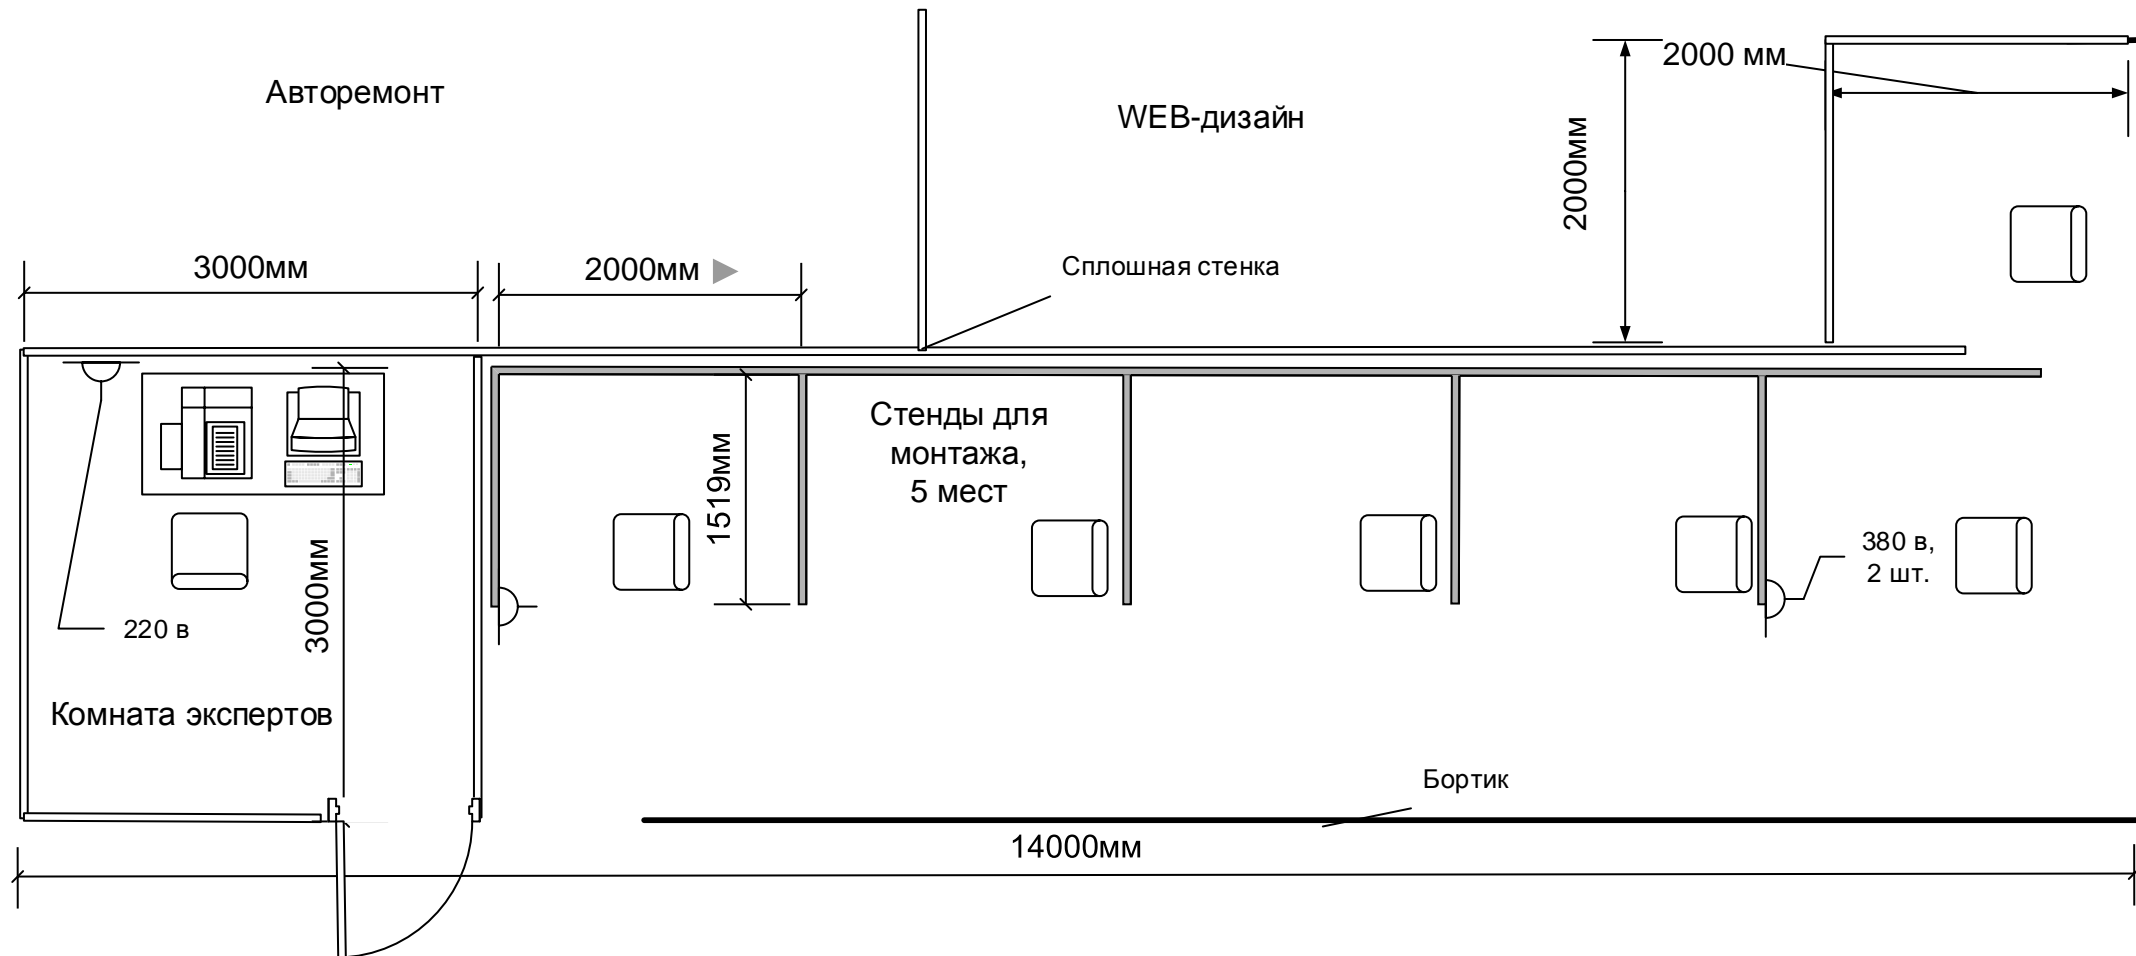 Авторемонт
WEB-дизайн
2000 мм
2000мм
3000мм
2000мм
Сплошная стенка
Стенды для
монтажа,
5 мест
1519мм
3000мм
380 в,
2 шт.
220 в
Комната экспертов
Бортик
14000мм